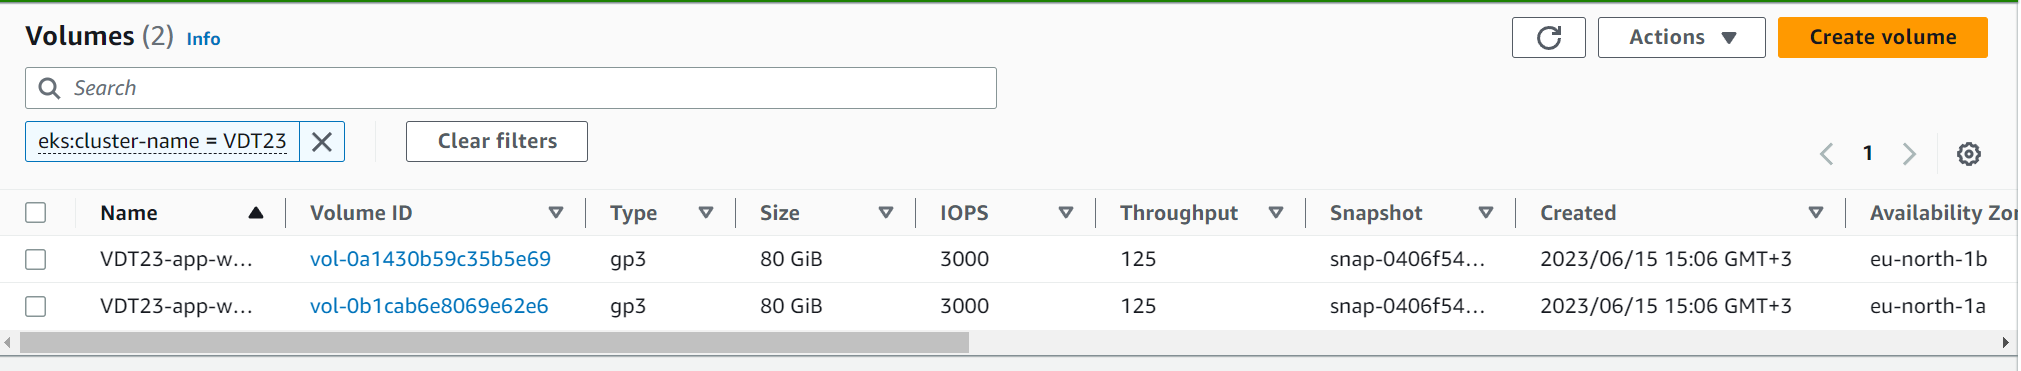 Volumes (2) Info
Actions
Create volume
Search
eks:cluster-name = VDT23
Clear filters
1
Name Volume ID Type Size IOPS Throughput Snapshot Created Availability Zo
VDT23-app-w... vol-0a1430b59c35b5e69 gp3 80 GiB 3000 125 snap-0406f54... 2023/06/15 15:06 GMT+3 eu-north-1b
VDT23-app-w... vol-0b1cab6e8069e62e6 gp3 80 GiB 3000 125 snap-0406f54... 2023/06/15 15:06 GMT+3 eu-north-1a